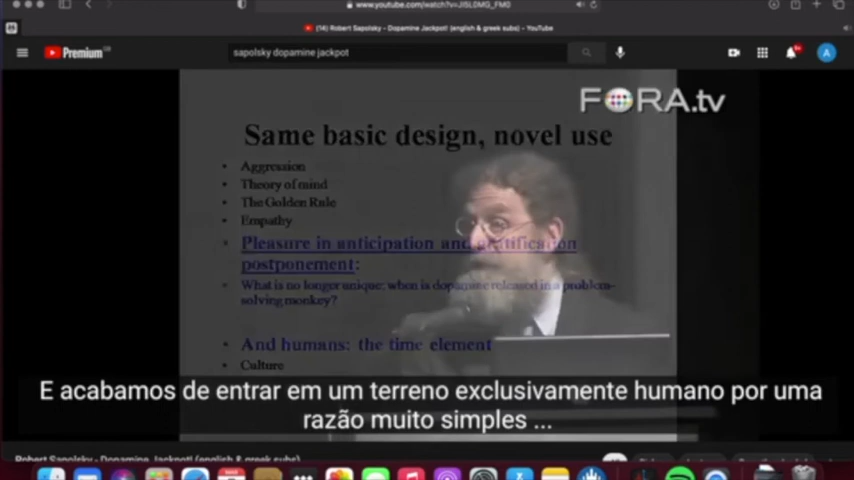 www.youtube.com/watch?v=JI5LDMG_FM0
(14) Robert Sapolsky - Dopamine Jackpot! (english & greek subs) - YouTube
Premium
sapolsky dopamine jackpot
A
FORA.tv
Same basic design, novel use
• Aggression
• Theory of mind
• The Golden Rule
• Empathy
• Pleasure in anticipation and gratification
postponement:
• What is no longer unique: when is dopamine released in a problem-
solving monkey?
• And humans: the time element
• Culture
E acabamos de entrar em um terreno exclusivamente humano por uma
razão muito simples ...
Robert Sapolsky - Dopamine Jackpot! (english & greek subs)